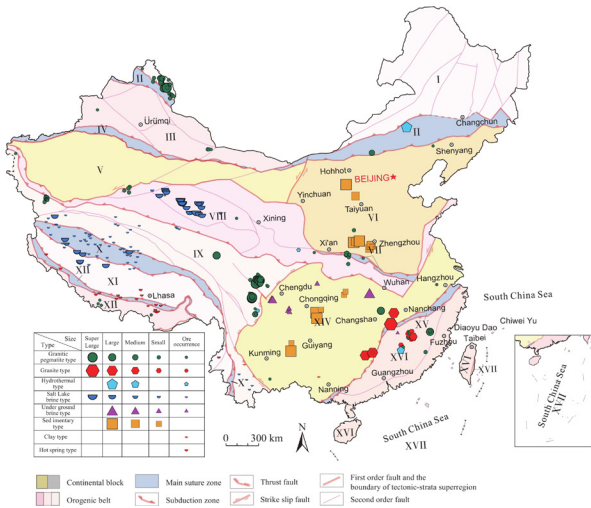 I
II
II
Changchun
Ürümqi
IV
III
Shenyang
V
Hohhot
BEIJING★
Yinchuan
Taiyuan
VIII
Xining
VI
Xi'an
Zhengzhou
VII
IX
X
XII
XI
Wuhan
Hangzhou
Chengdu
XII
Lhasa
Chongqing
South China Sea
Nanchang
Changsha
XIV
XV
Diaoyu Dao
Chiwei Yu
Fuzhou
Taibei
Guiyang
Kunming
XVI
XVI
XVII
Guangzhou
X
Nanning
South China Sea
XVII
XVI
South China Sea
XVII
0
300 km
N
Size
Type
Super Large
Large
Medium
Small
Ore occurrence
Granitic pegmatite type
Granite type
Hydrothermal type
Salt Lake brine type
Under ground brine type
Sed imentary type
Clay type
Hot spring type
Continental block
Main suture zone
Thrust fault
First order fault and the boundary of tectonic-strata superregion
Orogenic belt
Subduction zone
Strike slip fault
Second order fault